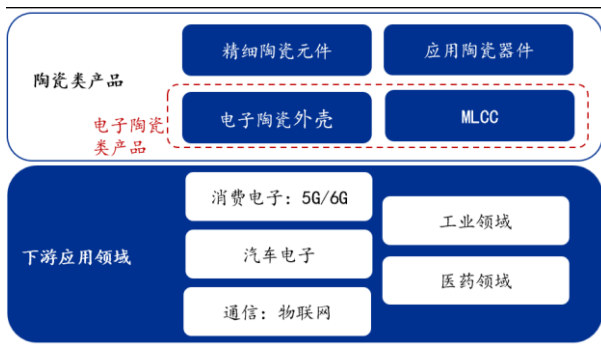 陶瓷类产品
精细陶瓷元件
应用陶瓷器件
电子陶瓷
类产品
电子陶瓷外壳
MLCC
下游应用领域
消费电子：5G/6G
汽车电子
通信：物联网
工业领域
医药领域